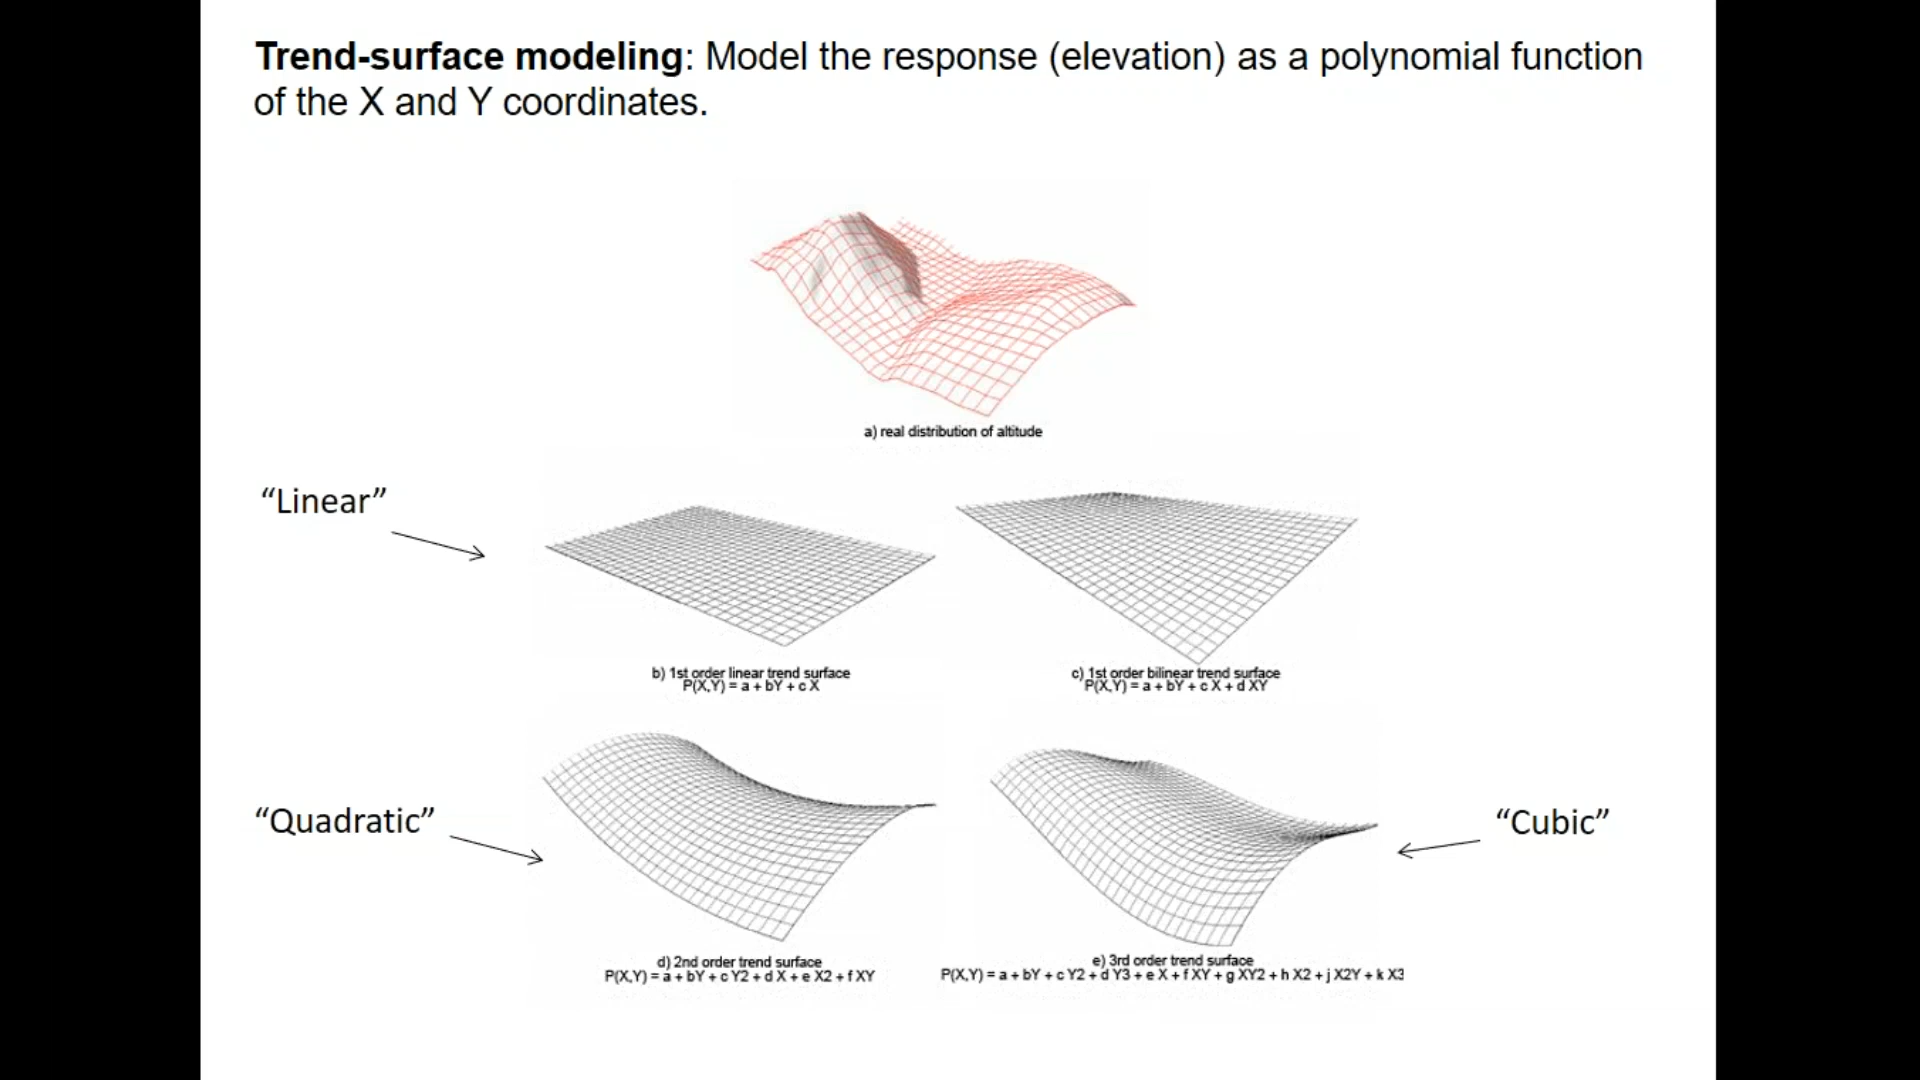 Trend-surface modeling: Model the response (elevation) as a polynomial function
of the X and Y coordinates.
a) real distribution of altitude
“Linear”
b) 1st order linear trend surface
P(X,Y) = a + bY + c X
c) 1st order bilinear trend surface
P(X,Y) = a + bY + c X + d XY
“Quadratic”
“Cubic”
d) 2nd order trend surface
P(X,Y) = a + bY + c Y2 + d X + e X2 + f XY
e) 3rd order trend surface
P(X,Y) = a + bY + c Y2 + d Y3 + e X + f XY + g XY2 + h X2 + j X2Y + k X3